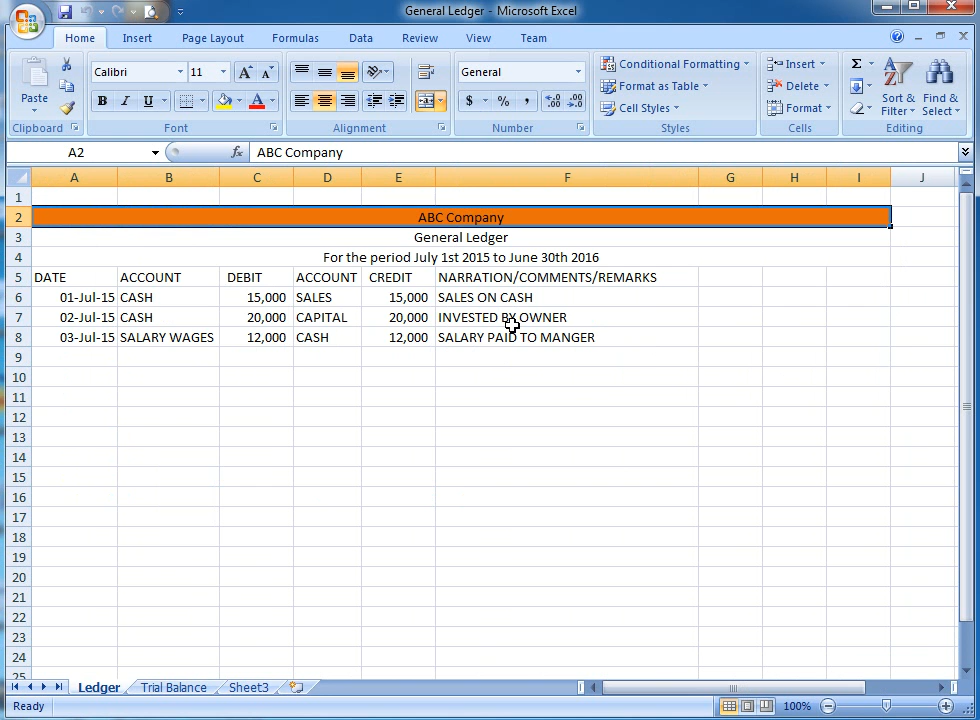 General Ledger - Microsoft Excel
Home Insert Page Layout Formulas Data Review View Team
Calibri 11 General Conditional Formatting Insert Σ
Paste Format as Table Delete Sort & Filter Find & Select
B I U A $ % , .00 .0 Cell Styles Format
Clipboard Font Alignment Number Styles Cells Editing
A2 fx ABC Company
A B C D E F G H I J
1
2 ABC Company
3 General Ledger
4 For the period July 1st 2015 to June 30th 2016
5 DATE ACCOUNT DEBIT ACCOUNT CREDIT NARRATION/COMMENTS/REMARKS
6 01-Jul-15 CASH 15,000 SALES 15,000 SALES ON CASH
7 02-Jul-15 CASH 20,000 CAPITAL 20,000 INVESTED BY OWNER
8 03-Jul-15 SALARY WAGES 12,000 CASH 12,000 SALARY PAID TO MANGER
9
10
11
12
13
14
15
16
17
18
19
20
21
22
23
24
25
Ledger Trial Balance Sheet3
Ready 100%